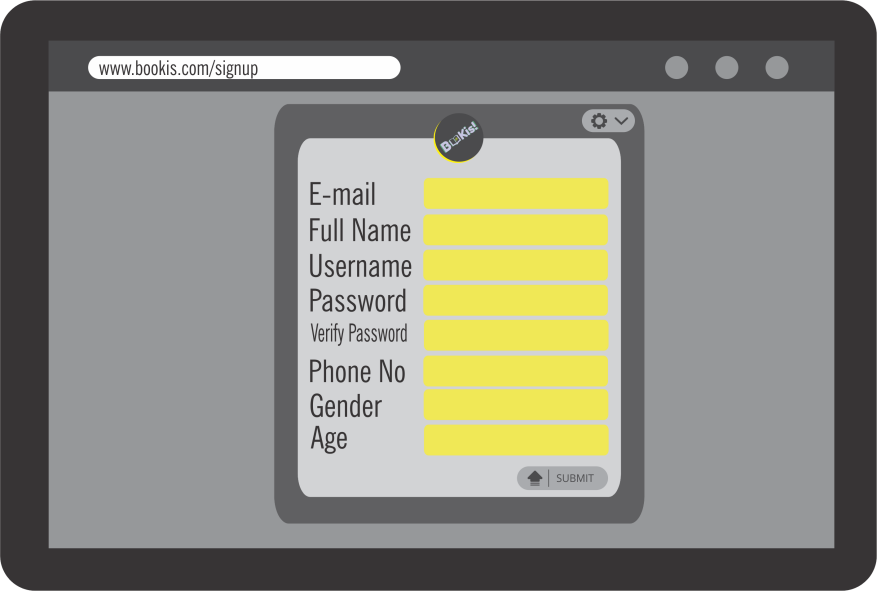 www.bookis.com/signup
BooKis!
E-mail
Full Name
Username
Password
Verify Password
Phone No
Gender
Age
SUBMIT